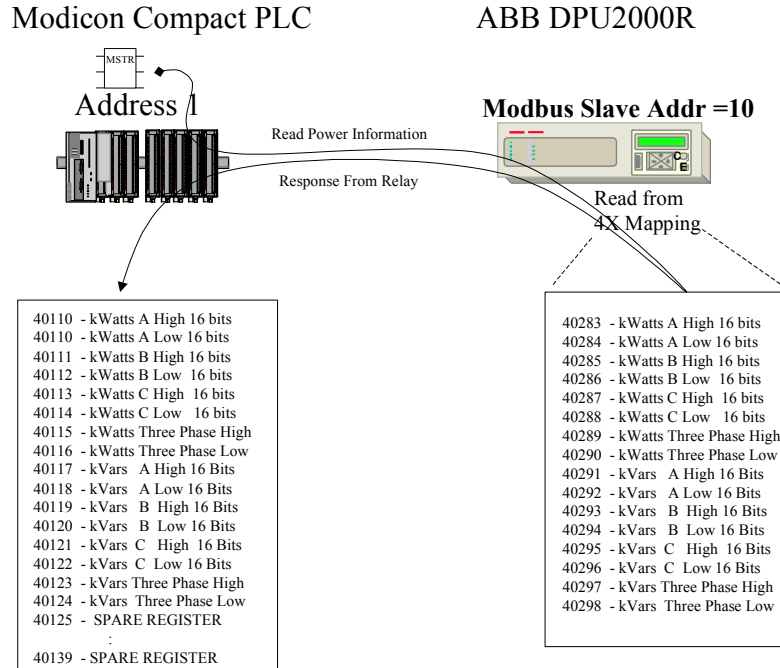 Modicon Compact PLC
ABB DPU2000R
MSTR
Address 1
Modbus Slave Addr =10
Read Power Information
Response From Relay
C
E
Read from
4X Mapping
40110 - kWatts A High 16 bits
40110 - kWatts A Low 16 bits
40111 - kWatts B High 16 bits
40112 - kWatts B Low 16 bits
40113 - kWatts C High 16 bits
40114 - kWatts C Low 16 bits
40115 - kWatts Three Phase High
40116 - kWatts Three Phase Low
40117 - kVars A High 16 Bits
40118 - kVars A Low 16 Bits
40119 - kVars B High 16 Bits
40120 - kVars B Low 16 Bits
40121 - kVars C High 16 Bits
40122 - kVars C Low 16 Bits
40123 - kVars Three Phase High
40124 - kVars Three Phase Low
40125 - SPARE REGISTER
:
40139 - SPARE REGISTER
40283 - kWatts A High 16 bits
40284 - kWatts A Low 16 bits
40285 - kWatts B High 16 bits
40286 - kWatts B Low 16 bits
40287 - kWatts C High 16 bits
40288 - kWatts C Low 16 bits
40289 - kWatts Three Phase High
40290 - kWatts Three Phase Low
40291 - kVars A High 16 Bits
40292 - kVars A Low 16 Bits
40293 - kVars B High 16 Bits
40294 - kVars B Low 16 Bits
40295 - kVars C High 16 Bits
40296 - kVars C Low 16 Bits
40297 - kVars Three Phase High
40298 - kVars Three Phase Low